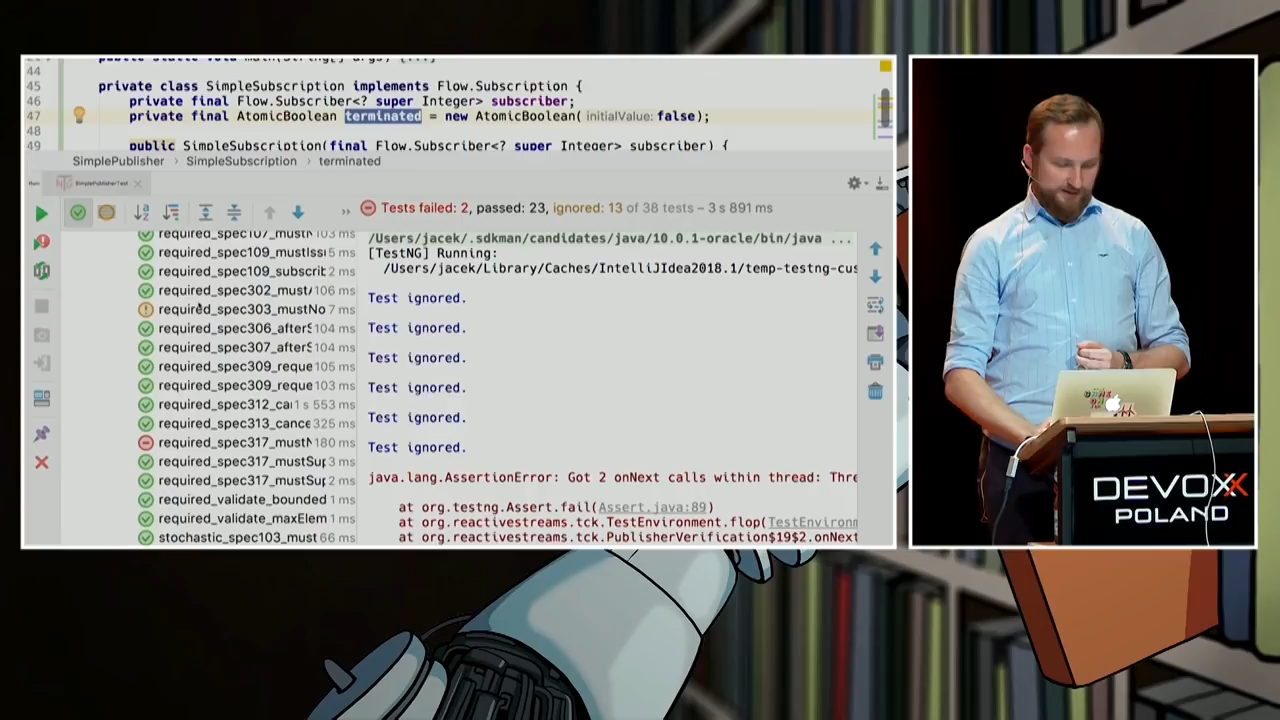 44
45 private class SimpleSubscription implements Flow.Subscription {
46 private final Flow.Subscriber<? super Integer> subscriber;
47 private final AtomicBoolean terminated = new AtomicBoolean( initialValue: false);
48
49 public SimpleSubscription(final Flow.Subscriber<? super Integer> subscriber) {
SimplePublisher › SimpleSubscription › terminated
SimplePublisherTest
Tests failed: 2, passed: 23, ignored: 13 of 38 tests – 3 s 891 ms
required_spec107_mustN 103 ms
required_spec109_mustIss 5 ms
required_spec109_subscrit 2 ms
required_spec302_must 106 ms
required_spec303_mustNo 7 ms
required_spec306_afterS 104 ms
required_spec307_afterS 104 ms
required_spec309_reque 105 ms
required_spec309_reque 103 ms
required_spec312_ca 1 s 553 ms
required_spec313_cance 325 ms
required_spec317_mustN 180 ms
required_spec317_mustSup 3 ms
required_spec317_mustSup 2 ms
required_validate_bounded 1 ms
required_validate_maxElem 1 ms
stochastic_spec103_must 66 ms
/Users/jacek/.sdkman/candidates/java/10.0.1-oracle/bin/java ...
[TestNG] Running:
/Users/jacek/Library/Caches/IntelliJIdea2018.1/temp-testng-cus
Test ignored.
Test ignored.
Test ignored.
Test ignored.
Test ignored.
Test ignored.
java.lang.AssertionError: Got 2 onNext calls within thread: Thre
at org.testng.Assert.fail(Assert.java:89)
at org.reactivestreams.tck.TestEnvironment.flop(TestEnvironm
at org.reactivestreams.tck.PublisherVerification$19$2.onNext
DEVOXX
POLAND